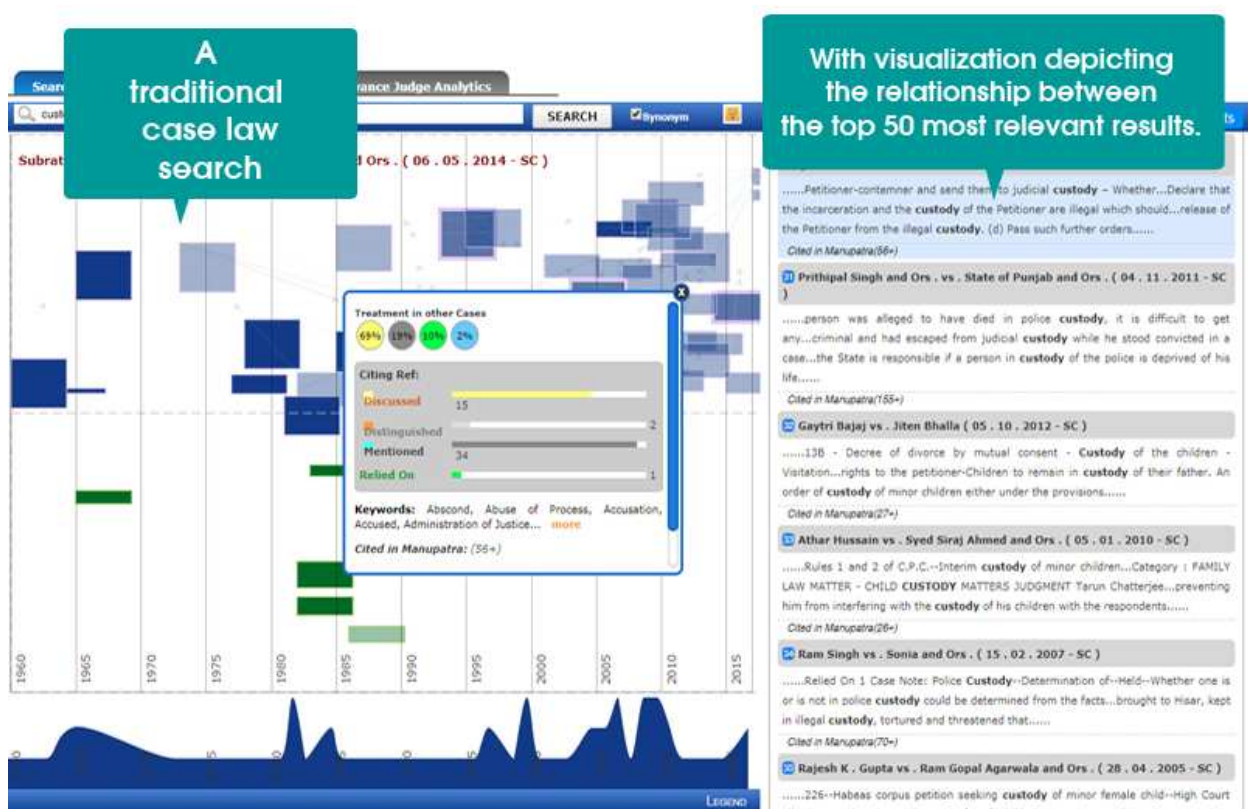 A
traditional
case law
search
With visualization depicting
the relationship between
the top 50 most relevant results.
Judge Analytics
SEARCH
Synonym
Ors . ( 06 . 05 . 2014 - SC )
......Petitioner-contemner and send them to judicial custody – Whether...Declare that
the incarceration and the custody of the Petitioner are illegal which should...release of
the Petitioner from the illegal custody. (d) Pass such further orders......
Cited in Manupatra(56+)
31 Prithipal Singh and Ors . vs . State of Punjab and Ors . ( 04 . 11 . 2011 - SC
)
......person was alleged to have died in police custody, it is difficult to get
any...criminal and had escaped from judicial custody while he stood convicted in a
case...the State is responsible if a person in custody of the police is deprived of his
life......
Cited in Manupatra(155+)
32 Gaytri Bajaj vs . Jiten Bhalla ( 05 . 10 . 2012 - SC )
......13B - Decree of divorce by mutual consent - Custody of the children -
Visitation...rights to the petitioner-Children to remain in custody of their father. An
order of custody of minor children either under the provisions......
Cited in Manupatra(27+)
33 Athar Hussain vs . Syed Siraj Ahmed and Ors . ( 05 . 01 . 2010 - SC )
......Rules 1 and 2 of C.P.C.--Interim custody of minor children...Category : FAMILY
LAW MATTER - CHILD CUSTODY MATTERS JUDGMENT Tarun Chatterjee...preventing
him from interfering with the custody of his children with the respondents......
Cited in Manupatra(26+)
34 Ram Singh vs . Sonia and Ors . ( 15 . 02 . 2007 - SC )
......Relied On 1 Case Note: Police Custody--Determination of--Held--Whether one is
or is not in police custody could be determined from the facts...brought to Hisar, kept
in illegal custody, tortured and threatened that......
Cited in Manupatra(70+)
35 Rajesh K . Gupta vs . Ram Gopal Agarwala and Ors . ( 28 . 04 . 2005 - SC )
......226--Habeas corpus petition seeking custody of minor female child--High Court
X
Treatment in other Cases
69% 19% 10% 2%
Citing Ref:
Discussed 15
Distinguished 2
Mentioned 34
Relied On 1
Keywords: Abscond, Abuse of Process, Accusation,
Accused, Administration of Justice... more
Cited in Manupatra: (56+)
1960 1965 1970 1975 1980 1985 1990 1995 2000 2005 2010 2015
LEGEND